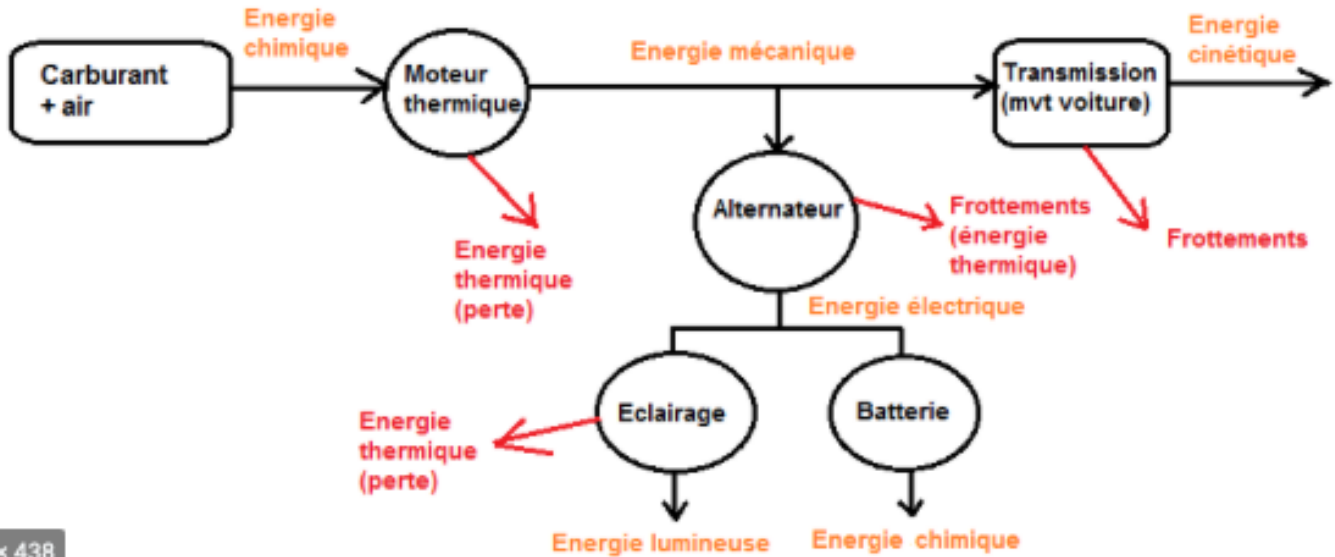 Energie
chimique
Energie mécanique
Energie
cinétique
Carburant
+ air
Moteur
thermique
Transmission
(mvt voiture)
Alternateur
Frottements
(énergie
thermique)
Frottements
Energie
thermique
(perte)
Energie électrique
Energie
thermique
(perte)
Eclairage
Batterie
Energie lumineuse
Energie chimique
x 438